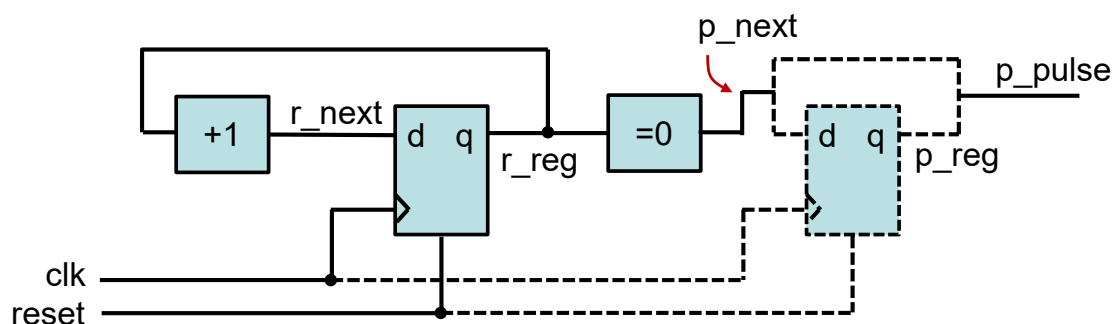 p_next
p_pulse
+1
r_next
d q
r_reg
=0
d q
p_reg
clk
reset